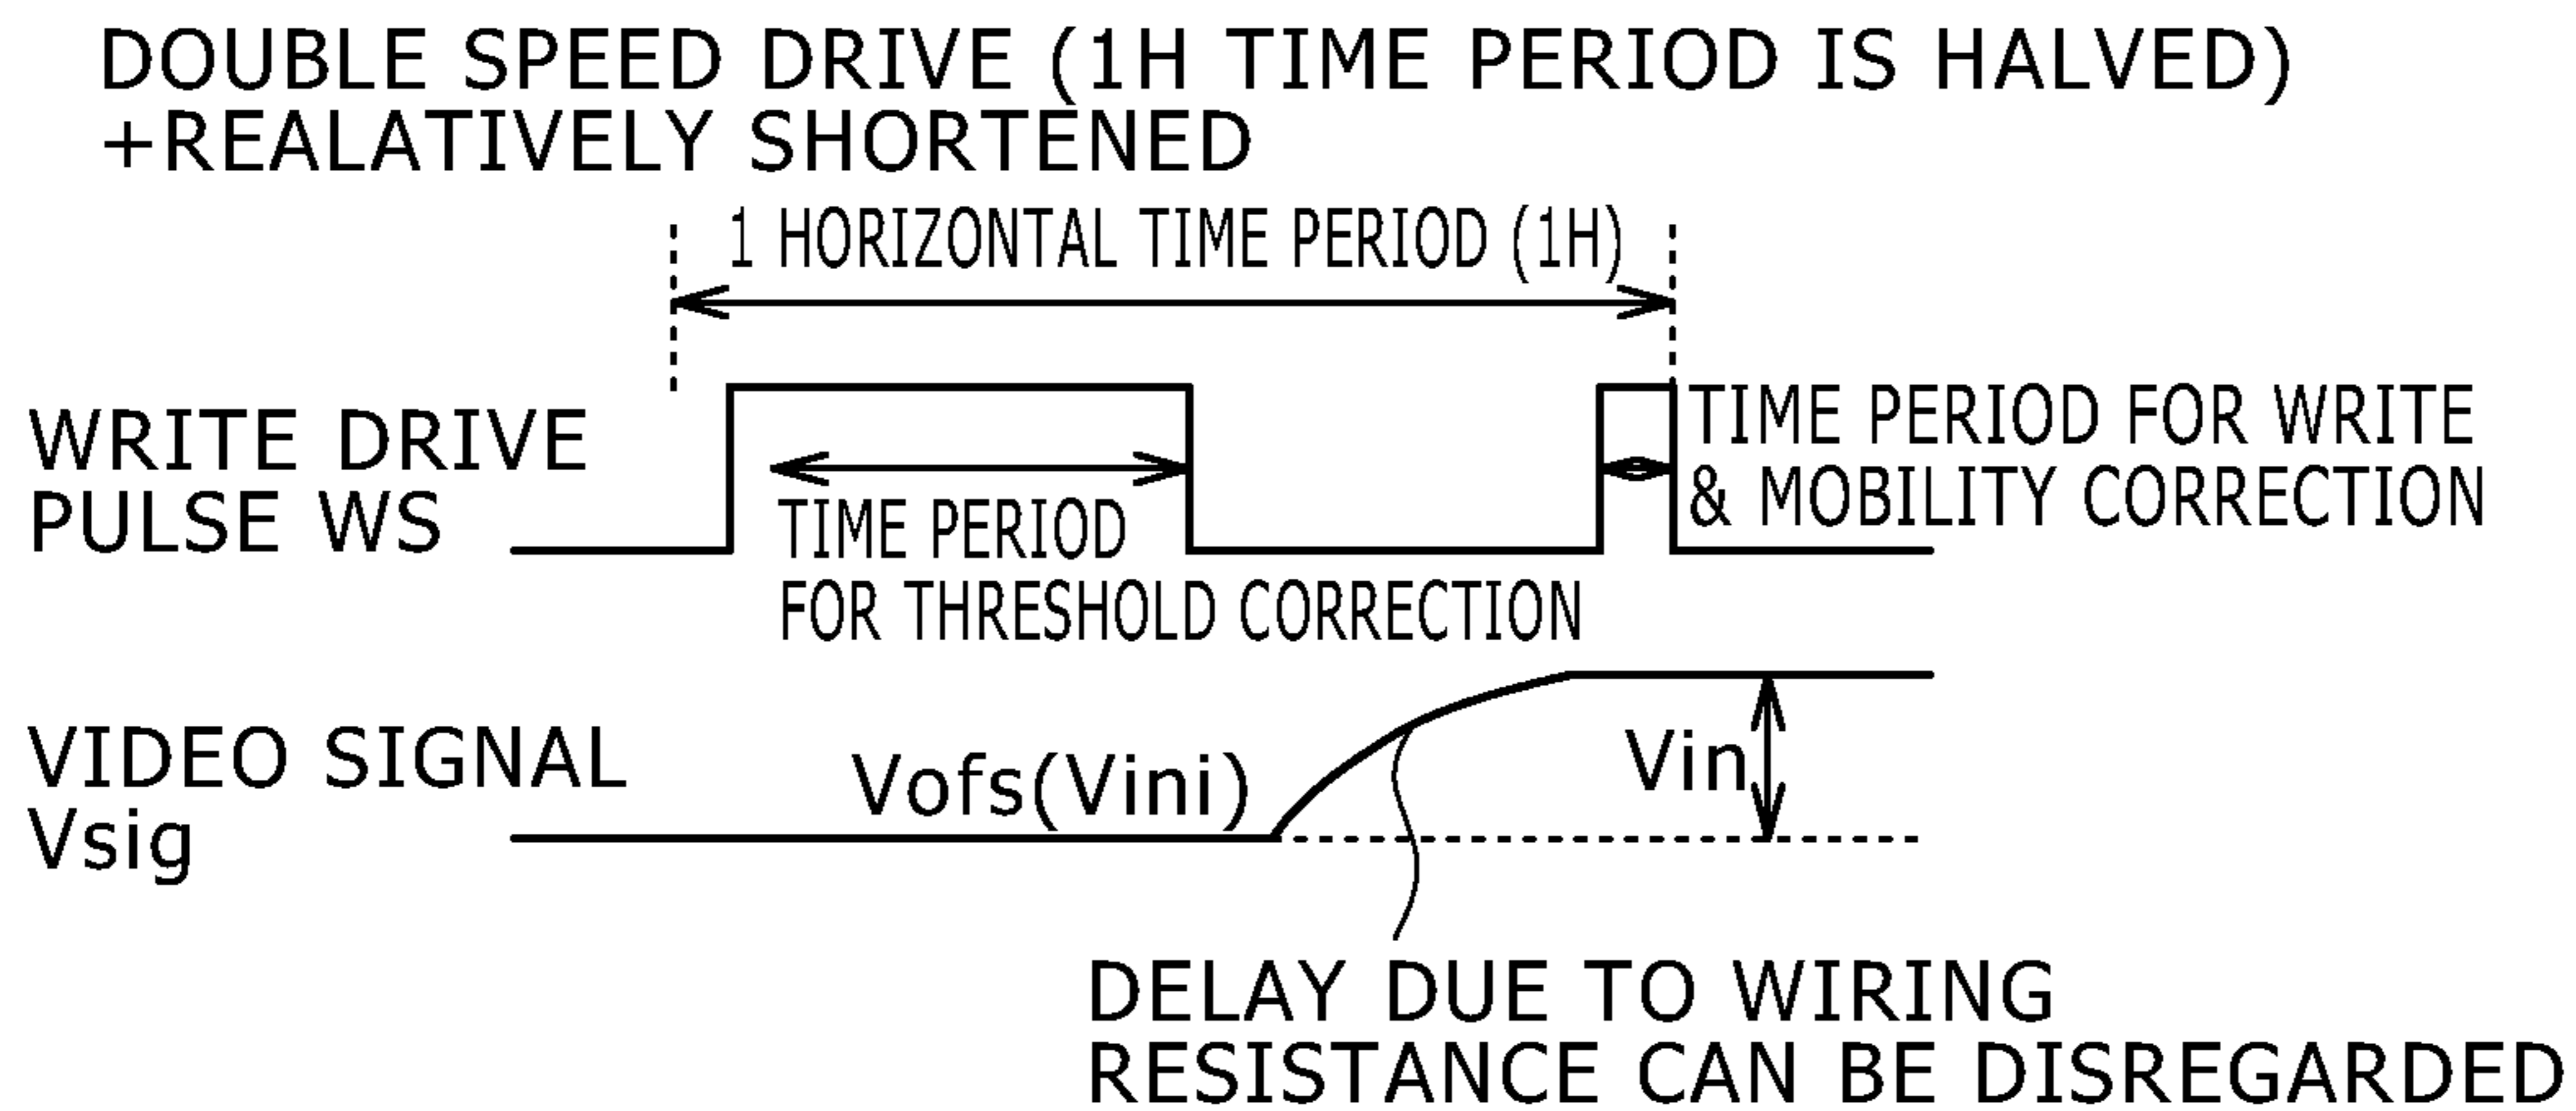 DOUBLE SPEED DRIVE (1H TIME PERIOD IS HALVED)
+REALATIVELY SHORTENED
1 HORIZONTAL TIME PERIOD (1H)
WRITE DRIVE
PULSE WS
TIME PERIOD
FOR THRESHOLD CORRECTION
TIME PERIOD FOR WRITE
& MOBILITY CORRECTION
VIDEO SIGNAL
Vsig
Vofs(Vini)
Vin
DELAY DUE TO WIRING
RESISTANCE CAN BE DISREGARDED